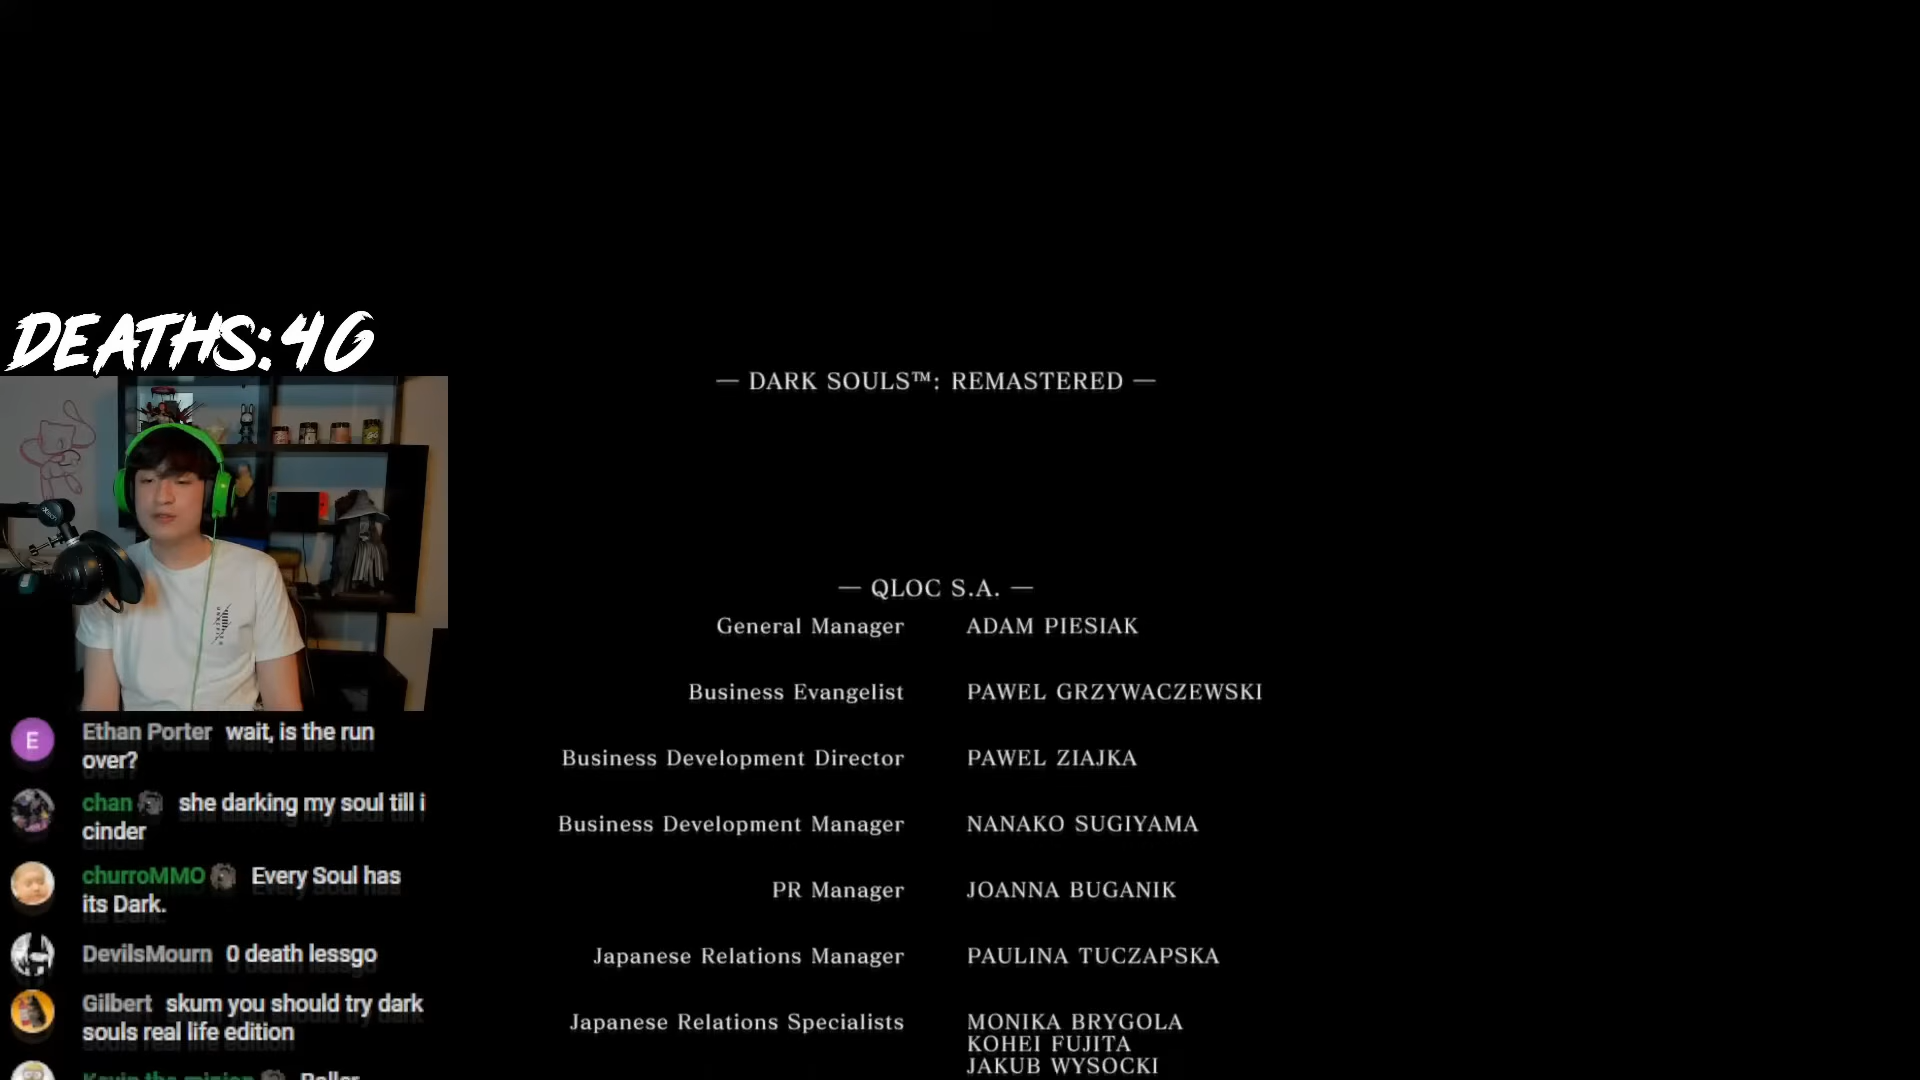 DEATHS:46
— DARK SOULS™: REMASTERED —
— QLOC S.A. —
General Manager ADAM PIESIAK
Business Evangelist PAWEL GRZYWACZEWSKI
Business Development Director PAWEL ZIAJKA
Business Development Manager NANAKO SUGIYAMA
PR Manager JOANNA BUGANIK
Japanese Relations Manager PAULINA TUCZAPSKA
Japanese Relations Specialists MONIKA BRYGOLA
KOHEI FUJITA
JAKUB WYSOCKI
E
Ethan Porter wait, is the run
over?
chan she darking my soul till i
cinder
churroMMO Every Soul has
its Dark.
DevilsMourn 0 death lessgo
Gilbert skum you should try dark
souls real life edition